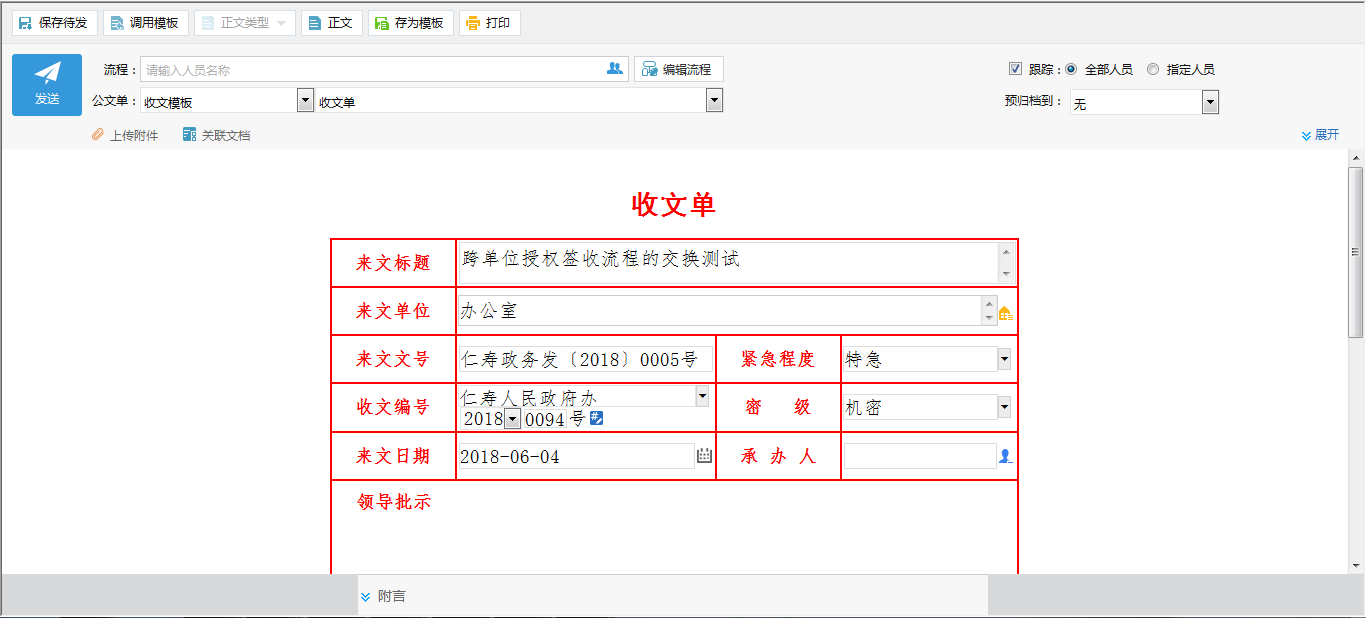 保存待发 调用模板 正文类型 正文 存为模板 打印
发送
流程： 请输入人员名称 编辑流程 跟踪： 全部人员 指定人员
公文单： 收文模板 收文单 预归档到： 无
上传附件 关联文档 展开
收文单
来文标题 跨单位授权签收流程的交换测试
来文单位 办公室
来文文号 仁寿政务发〔2018〕0005号 紧急程度 特急
收文编号 仁寿人民政府办 密 级 机密
2018 0094 号
来文日期 2018-06-04 承 办 人
领导批示
附言